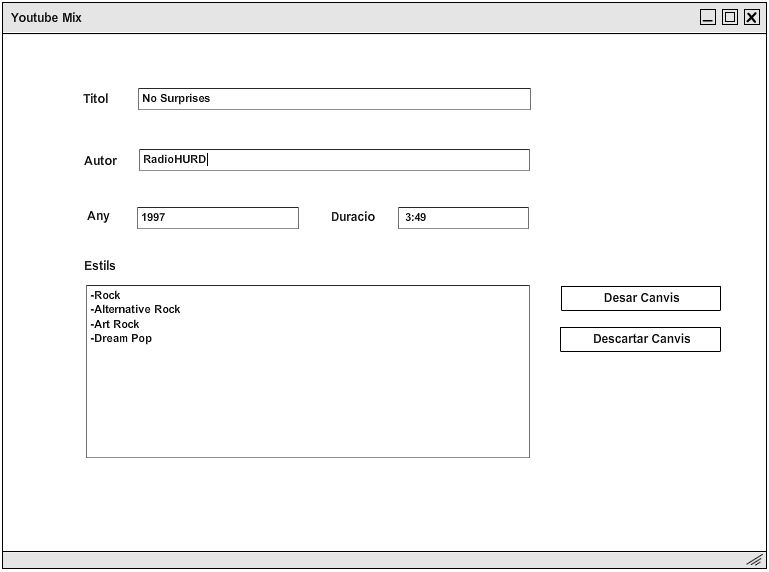 Youtube Mix
Titol
No Surprises
Autor
RadioHURD
Any
1997
Duracio
3:49
Estils
-Rock
-Alternative Rock
-Art Rock
-Dream Pop
Desar Canvis
Descartar Canvis